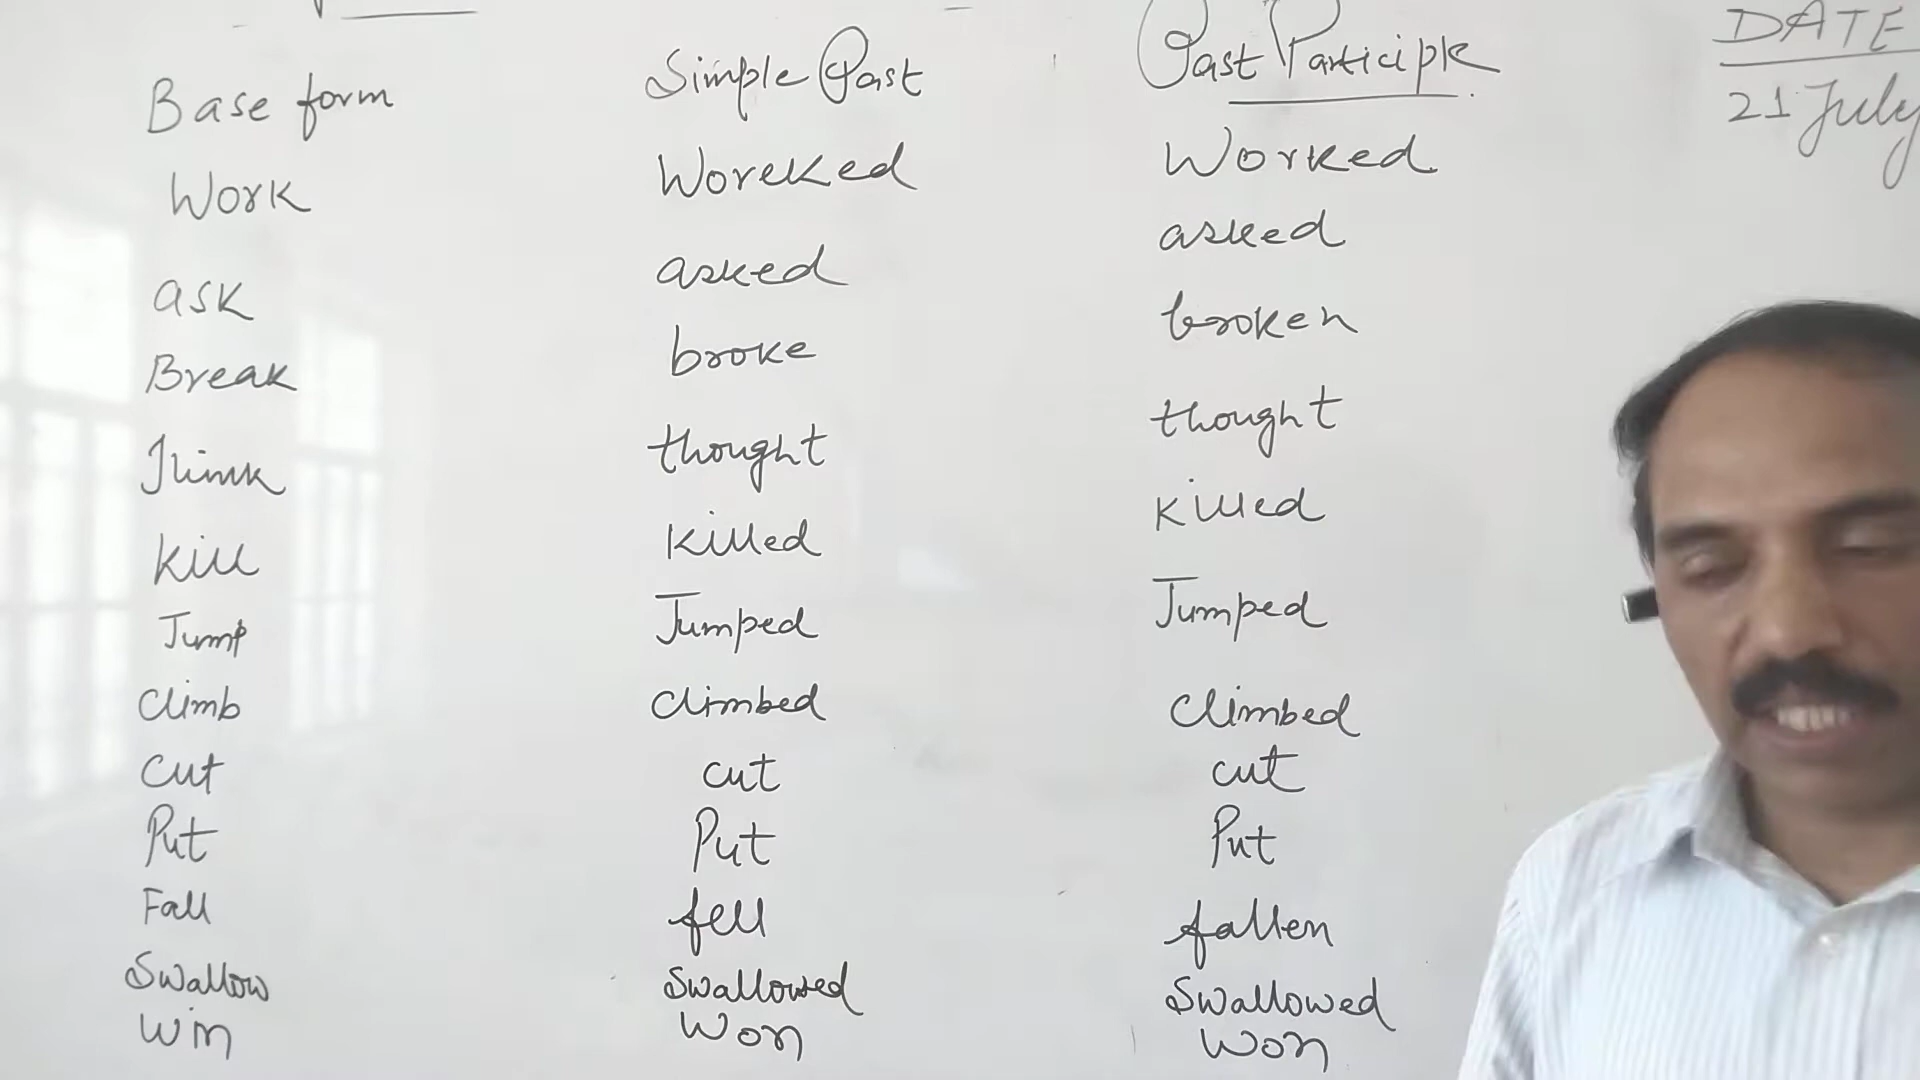 Base form Simple Past Past Participle DATE
21 July
Work Woreked Worked
ask asked asked
Break broke broken
Think thought thought
Kill Killed Killed
Jump Jumped Jumped
Climb Climbed Climbed
Cut cut cut
Put Put Put
Fall fell fallen
Swallow Swallowed Swallowed
Win Won Won